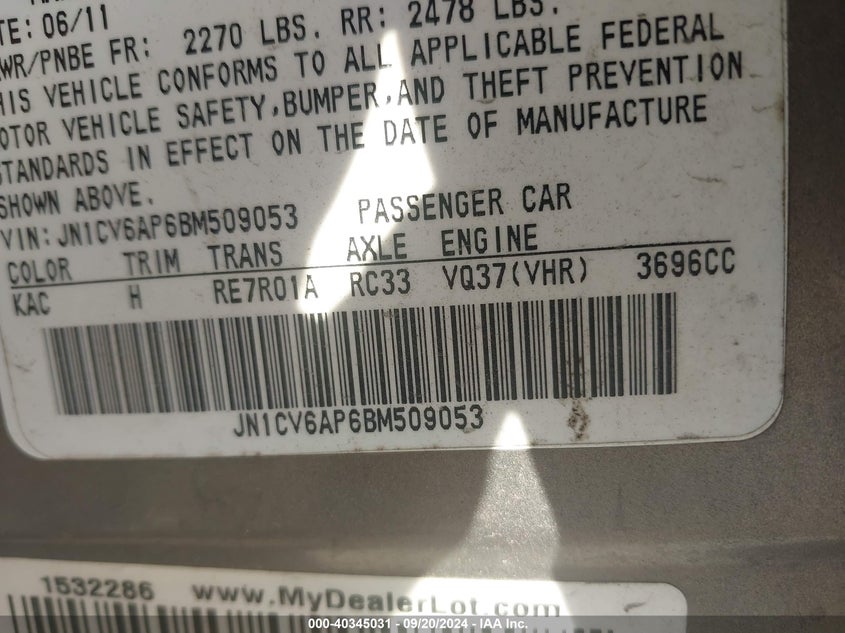 TE: 06/11
WR/PNBE FR: 2270 LBS. RR: 2478 LBS.
HIS VEHICLE CONFORMS TO ALL APPLICABLE FEDERAL
OTOR VEHICLE SAFETY, BUMPER, AND THEFT PREVENTION
STANDARDS IN EFFECT ON THE DATE OF MANUFACTURE
SHOWN ABOVE.
VIN: JN1CV6AP6BM509053 PASSENGER CAR
COLOR TRIM TRANS AXLE ENGINE
KAC H RE7R01A RC33 VQ37(VHR) 3696CC
JN1CV6AP6BM509053
1532286 www.MyDealerLot.com
000-40345031 - 09/20/2024 - IAA Inc.